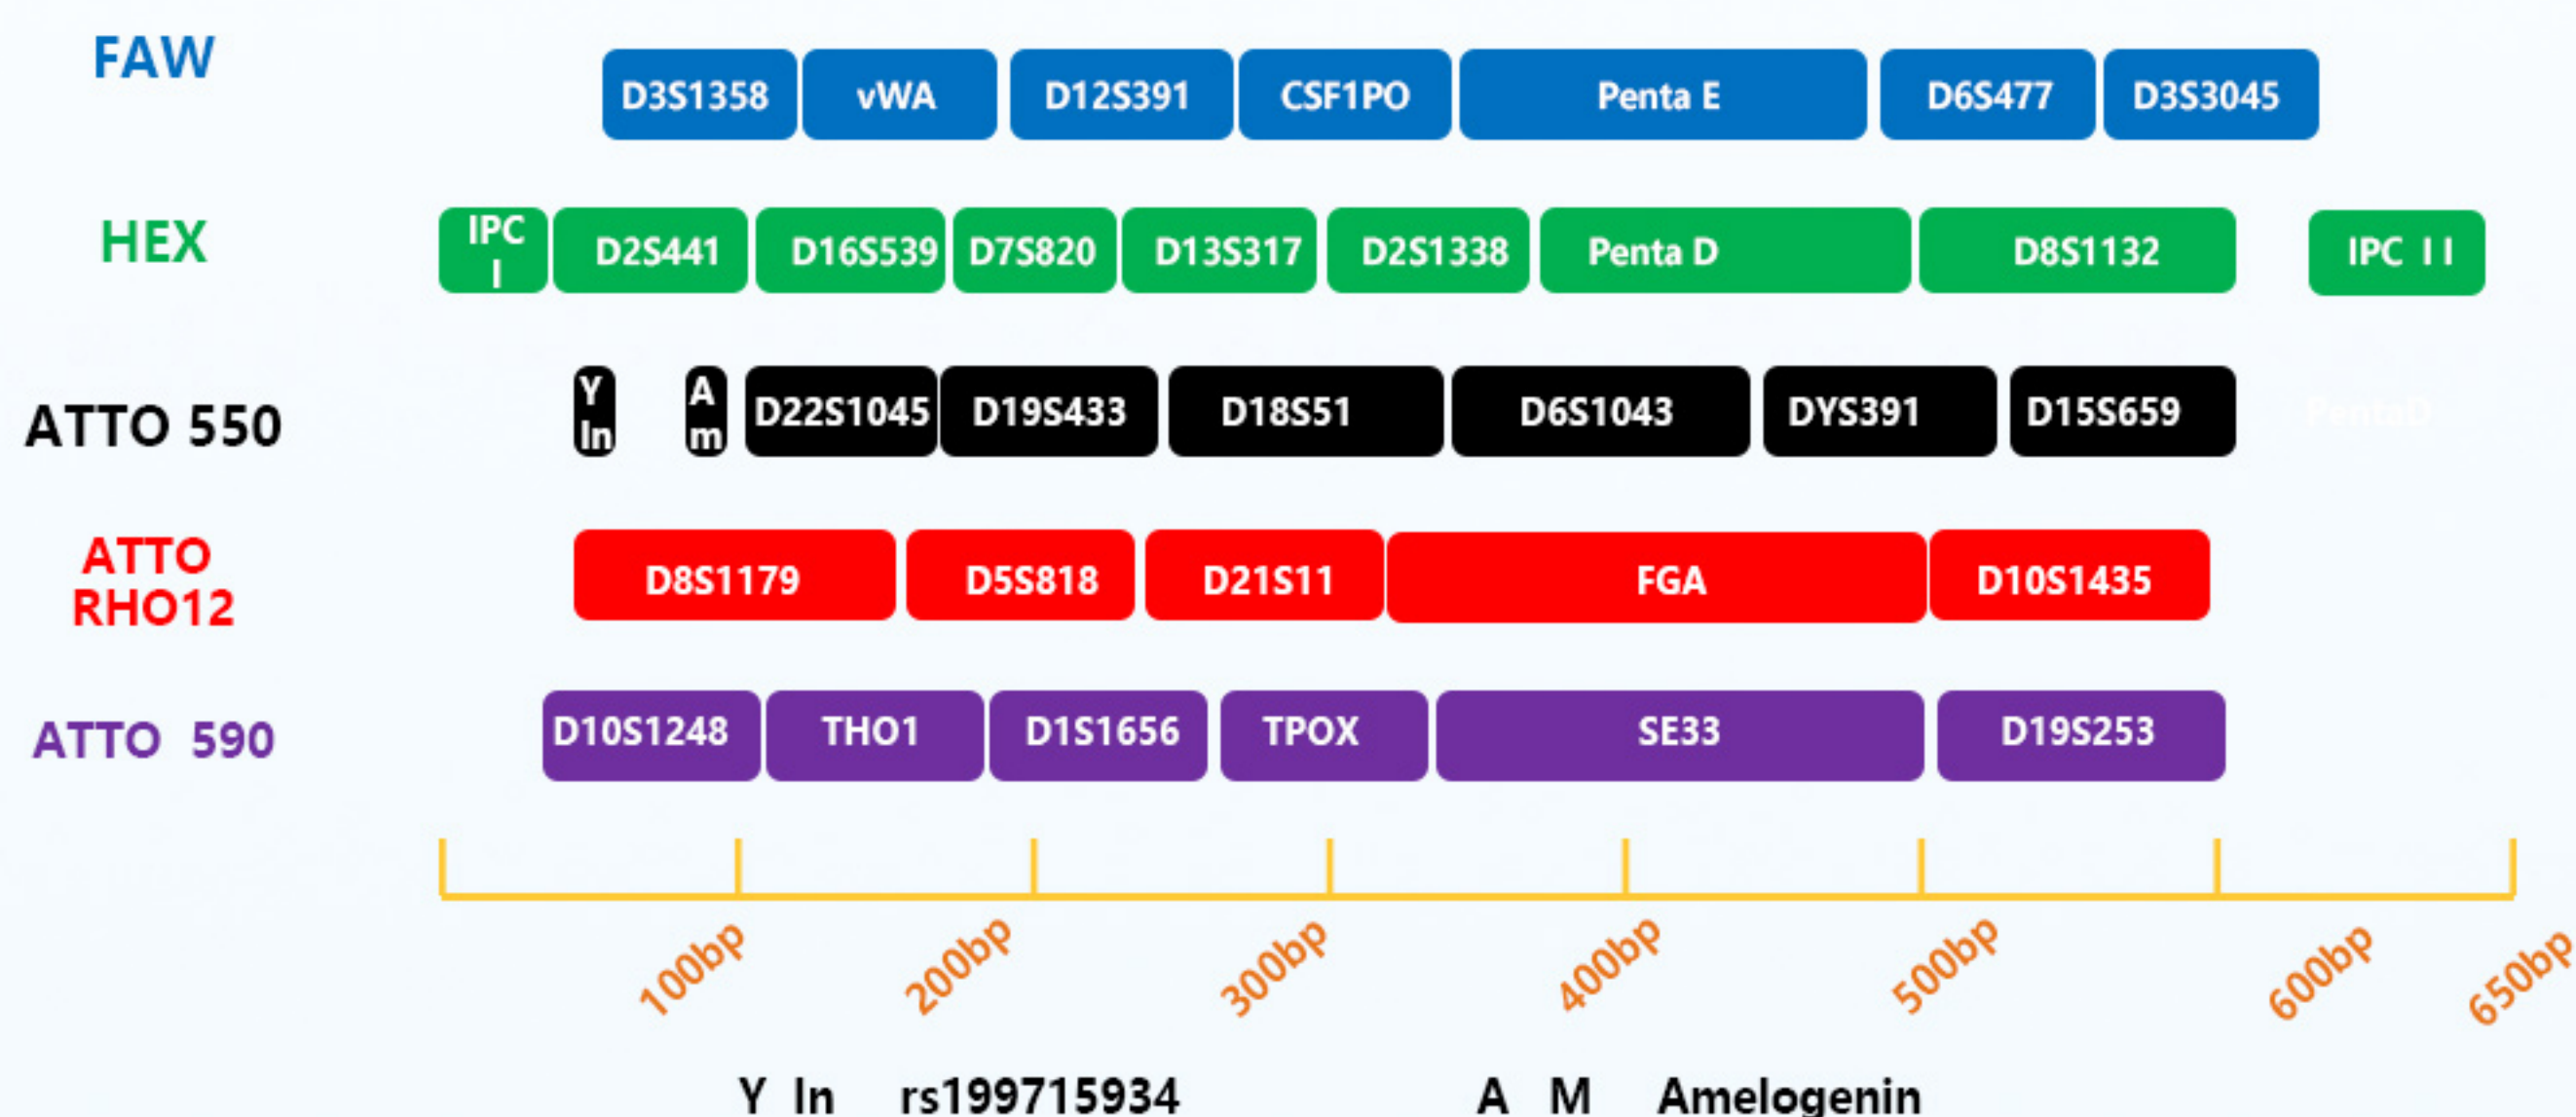 FAW
D3S1358 vWA D12S391 CSF1PO Penta E D6S477 D3S3045
HEX
IPC I D2S441 D16S539 D7S820 D13S317 D2S1338 Penta D D8S1132 IPC I I
ATTO 550
Y In A m D22S1045 D19S433 D18S51 D6S1043 DYS391 D15S659 PentaD
ATTO
RHO12
D8S1179 D5S818 D21S11 FGA D10S1435
ATTO 590
D10S1248 THO1 D1S1656 TPOX SE33 D19S253
100bp 200bp 300bp 400bp 500bp 600bp 650bp
Y In rs199715934 A M Amelogenin